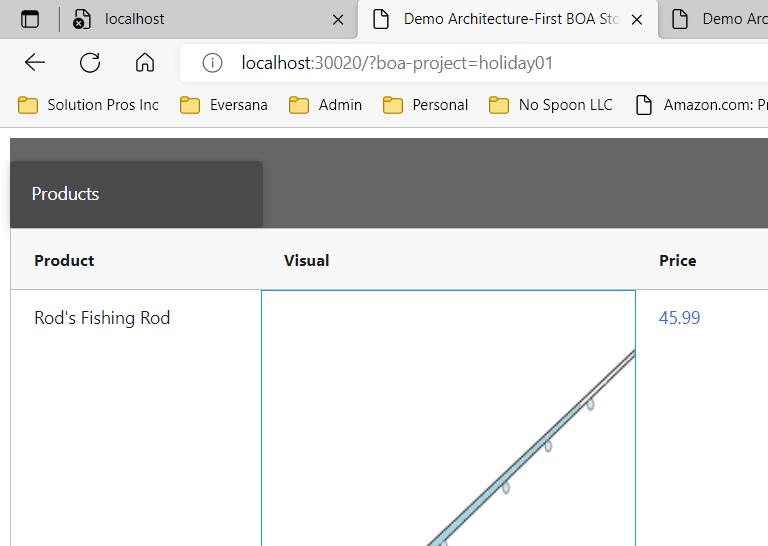 localhost
Demo Architecture-First BOA Sto
Demo Arc
localhost:30020/?boa-project=holiday01
Solution Pros Inc
Eversana
Admin
Personal
No Spoon LLC
Amazon.com: Pr
Products
Product
Visual
Price
Rod's Fishing Rod
45.99